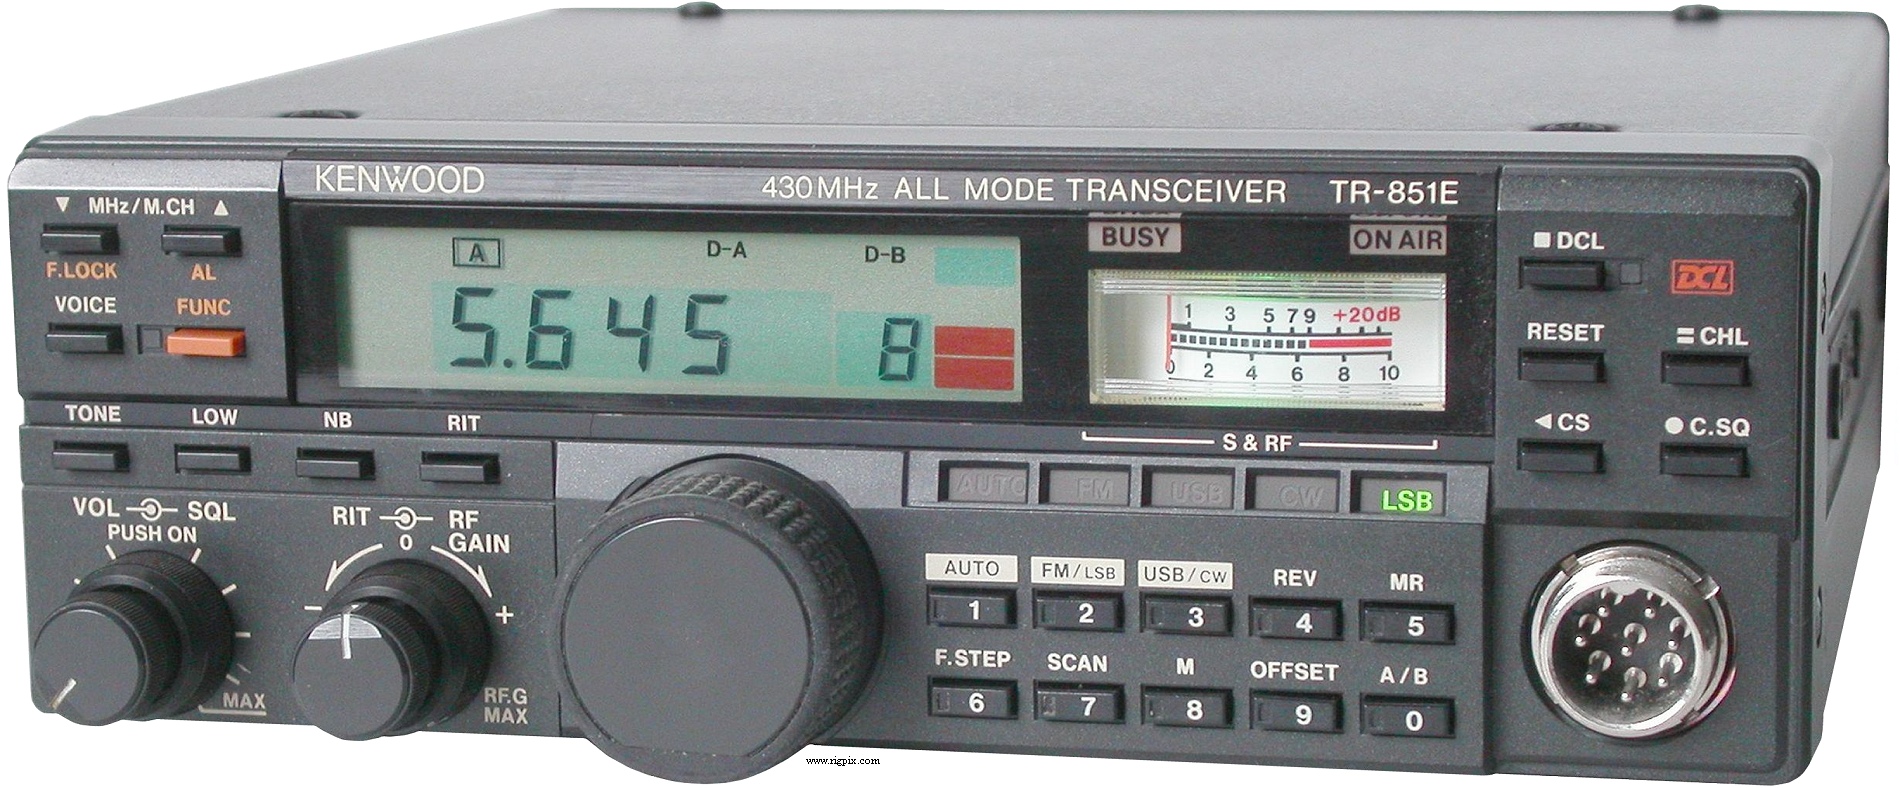 KENWOOD
430MHz ALL MODE TRANSCEIVER TR-851E
▼ MHz/M.CH ▲
F.LOCK AL
VOICE FUNC
A D-A D-B
5.645 8
BUSY ON AIR
1 3 5 7 9 +20dB
0 2 4 6 8 10
S & RF
■ DCL
DCL
RESET = CHL
◀ CS ● C.SQ
TONE LOW NB RIT
AUTO FM USB CW LSB
VOL SQL
PUSH ON
MAX
RIT RF
0 GAIN
− +
RF.G
MAX
AUTO FM/LSB USB/CW REV MR
1 2 3 4 5
F.STEP SCAN M OFFSET A/B
6 7 8 9 0
www.rigpix.com